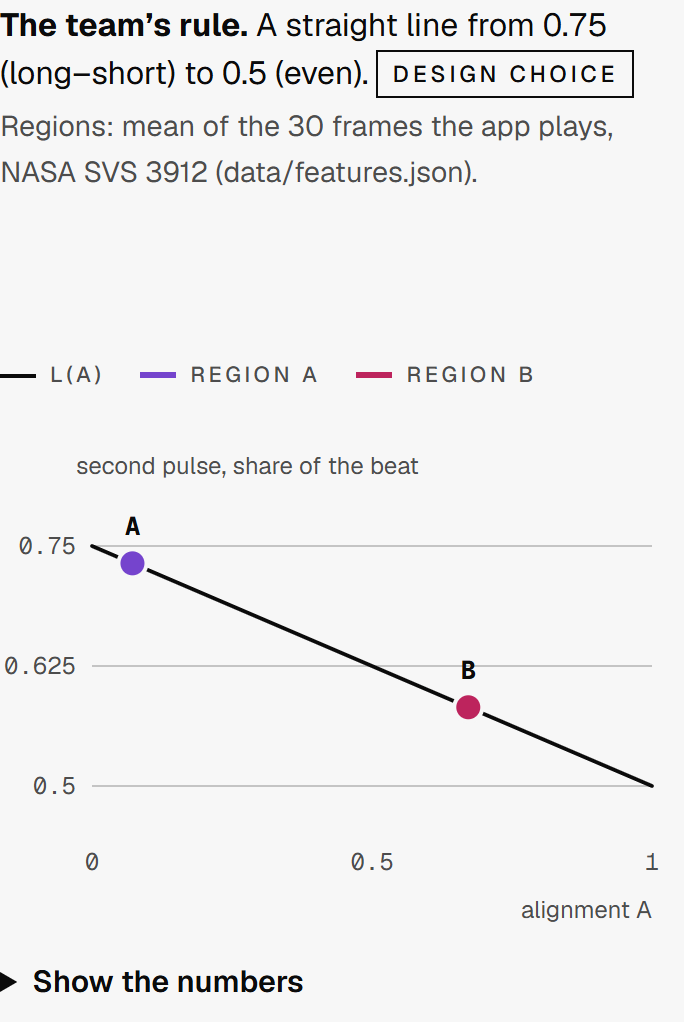 The team’s rule. A straight line from 0.75
(long–short) to 0.5 (even). DESIGN CHOICE
Regions: mean of the 30 frames the app plays,
NASA SVS 3912 (data/features.json).
L(A) REGION A REGION B
second pulse, share of the beat
A
0.75
0.625
B
0.5
0 0.5 1
alignment A
Show the numbers